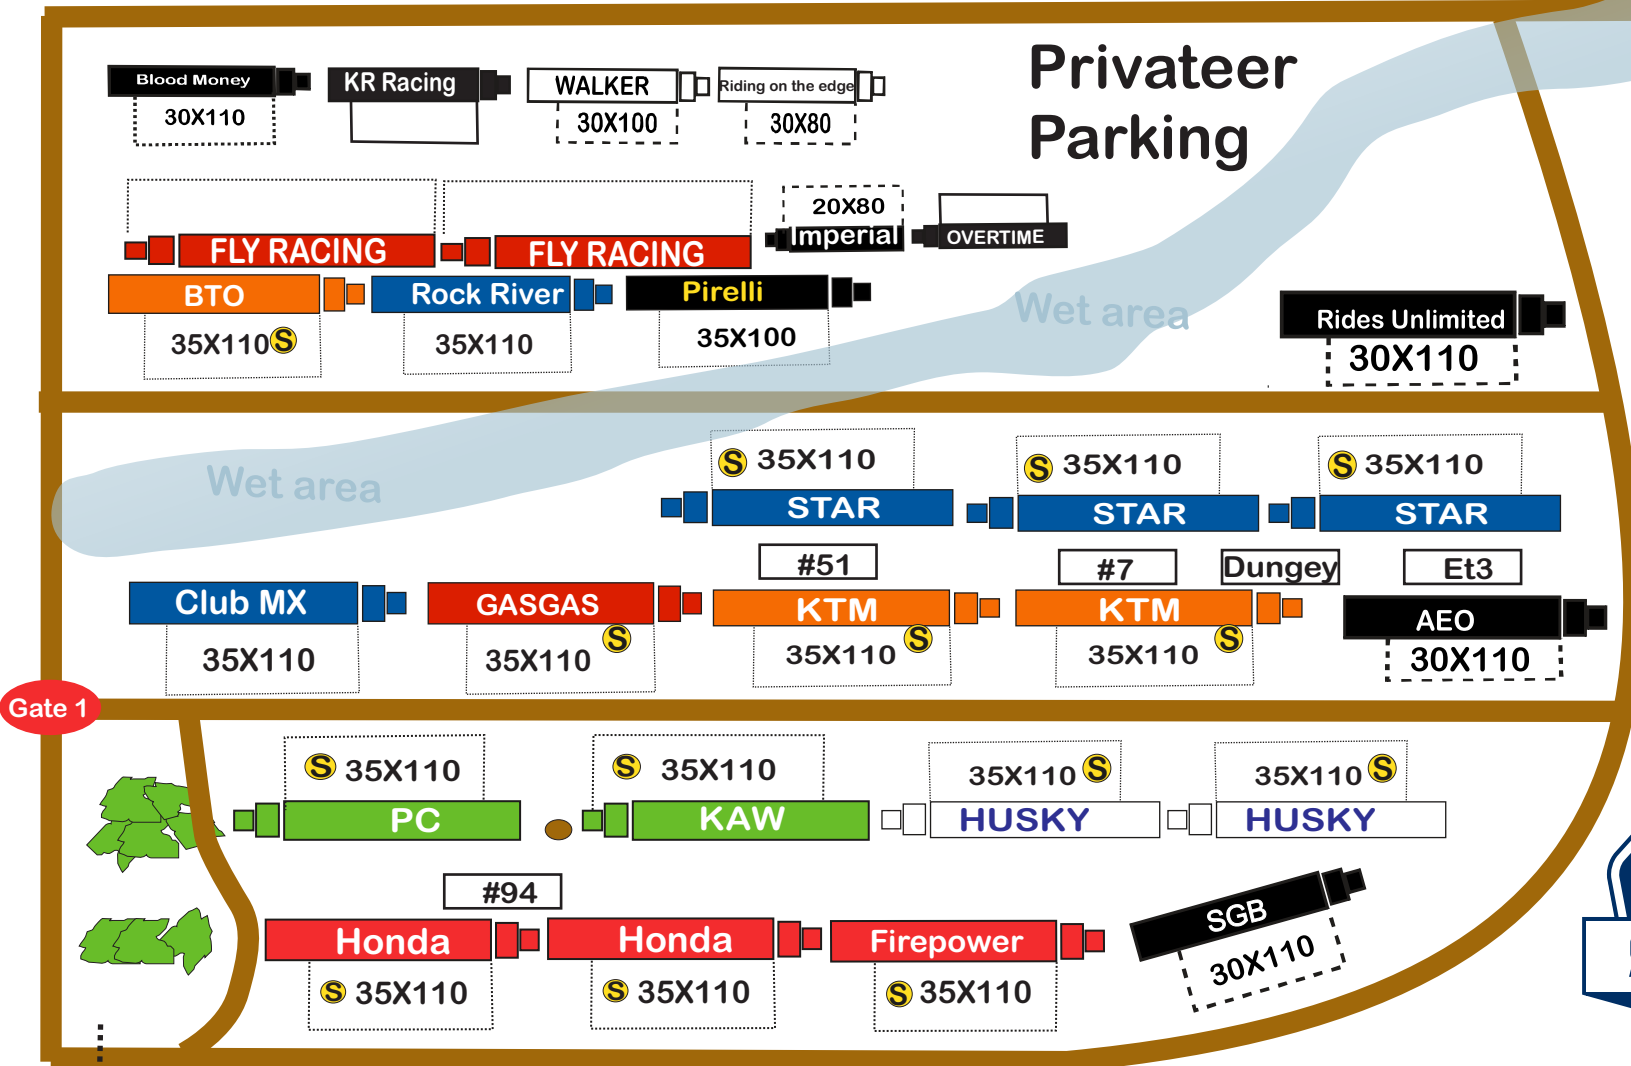 Blood Money
30X110
KR Racing
WALKER
30X100
Riding on the edge
30X80
Privateer
Parking
FLY RACING
FLY RACING
20X80
Imperial
OVERTIME
BTO
35X110 S
Rock River
35X110
Pirelli
35X100
Wet area
Rides Unlimited
30X110
Wet area
S 35X110
STAR
S 35X110
STAR
S 35X110
STAR
#51
#7
Dungey
Et3
Club MX
35X110
GASGAS
35X110 S
KTM
35X110 S
KTM
35X110 S
AEO
30X110
Gate 1
S 35X110
PC
S 35X110
KAW
35X110 S
HUSKY
35X110 S
HUSKY
#94
Honda
S 35X110
Honda
S 35X110
Firepower
S 35X110
SGB
30X110